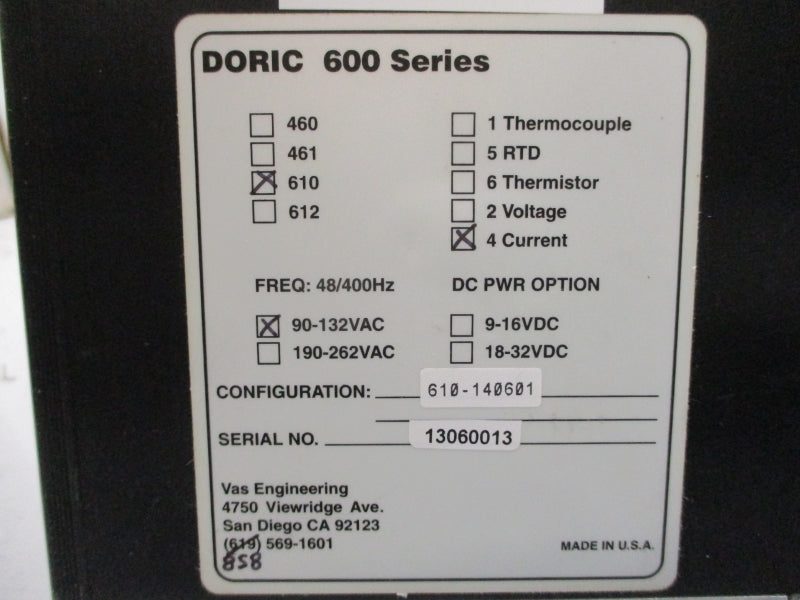 DORIC 600 Series
460
461
610
612
1 Thermocouple
5 RTD
6 Thermistor
2 Voltage
4 Current
FREQ: 48/400Hz
90-132VAC
190-262VAC
DC PWR OPTION
9-16VDC
18-32VDC
CONFIGURATION: 610-140601
SERIAL NO. 13060013
Vas Engineering
4750 Viewridge Ave.
San Diego CA 92123
(619) 569-1601
858
MADE IN U.S.A.